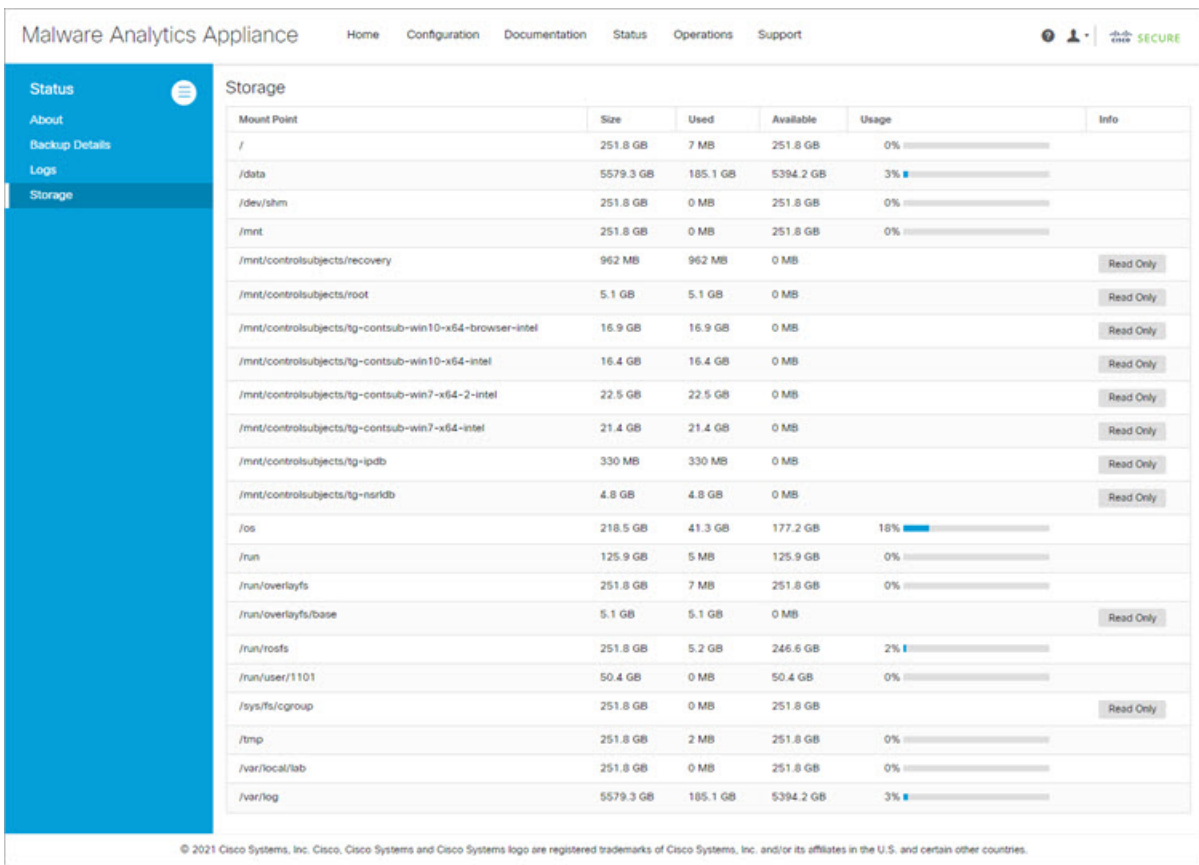 Malware Analytics Appliance Home Configuration Documentation Status Operations Support CISCO SECURE
Status
About
Backup Details
Logs
Storage
Storage
Mount Point Size Used Available Usage Info
/ 251.8 GB 7 MB 251.8 GB 0%
/data 5579.3 GB 185.1 GB 5394.2 GB 3%
/dev/shm 251.8 GB 0 MB 251.8 GB 0%
/mnt 251.8 GB 0 MB 251.8 GB 0%
/mnt/controlsubjects/recovery 962 MB 962 MB 0 MB Read Only
/mnt/controlsubjects/root 5.1 GB 5.1 GB 0 MB Read Only
/mnt/controlsubjects/tg-contsub-win10-x64-browser-intel 16.9 GB 16.9 GB 0 MB Read Only
/mnt/controlsubjects/tg-contsub-win10-x64-intel 16.4 GB 16.4 GB 0 MB Read Only
/mnt/controlsubjects/tg-contsub-win7-x64-2-intel 22.5 GB 22.5 GB 0 MB Read Only
/mnt/controlsubjects/tg-contsub-win7-x64-intel 21.4 GB 21.4 GB 0 MB Read Only
/mnt/controlsubjects/tg-ipdb 330 MB 330 MB 0 MB Read Only
/mnt/controlsubjects/tg-nsrldb 4.8 GB 4.8 GB 0 MB Read Only
/os 218.5 GB 41.3 GB 177.2 GB 18%
/run 125.9 GB 5 MB 125.9 GB 0%
/run/overlayfs 251.8 GB 7 MB 251.8 GB 0%
/run/overlayfs/base 5.1 GB 5.1 GB 0 MB Read Only
/run/rosfs 251.8 GB 5.2 GB 246.6 GB 2%
/run/user/1101 50.4 GB 0 MB 50.4 GB 0%
/sys/fs/cgroup 251.8 GB 0 MB 251.8 GB Read Only
/tmp 251.8 GB 2 MB 251.8 GB 0%
/var/local/lab 251.8 GB 0 MB 251.8 GB 0%
/var/log 5579.3 GB 185.1 GB 5394.2 GB 3%
© 2021 Cisco Systems, Inc. Cisco, Cisco Systems and Cisco Systems logo are registered trademarks of Cisco Systems, Inc. and/or its affiliates in the U.S. and certain other countries.